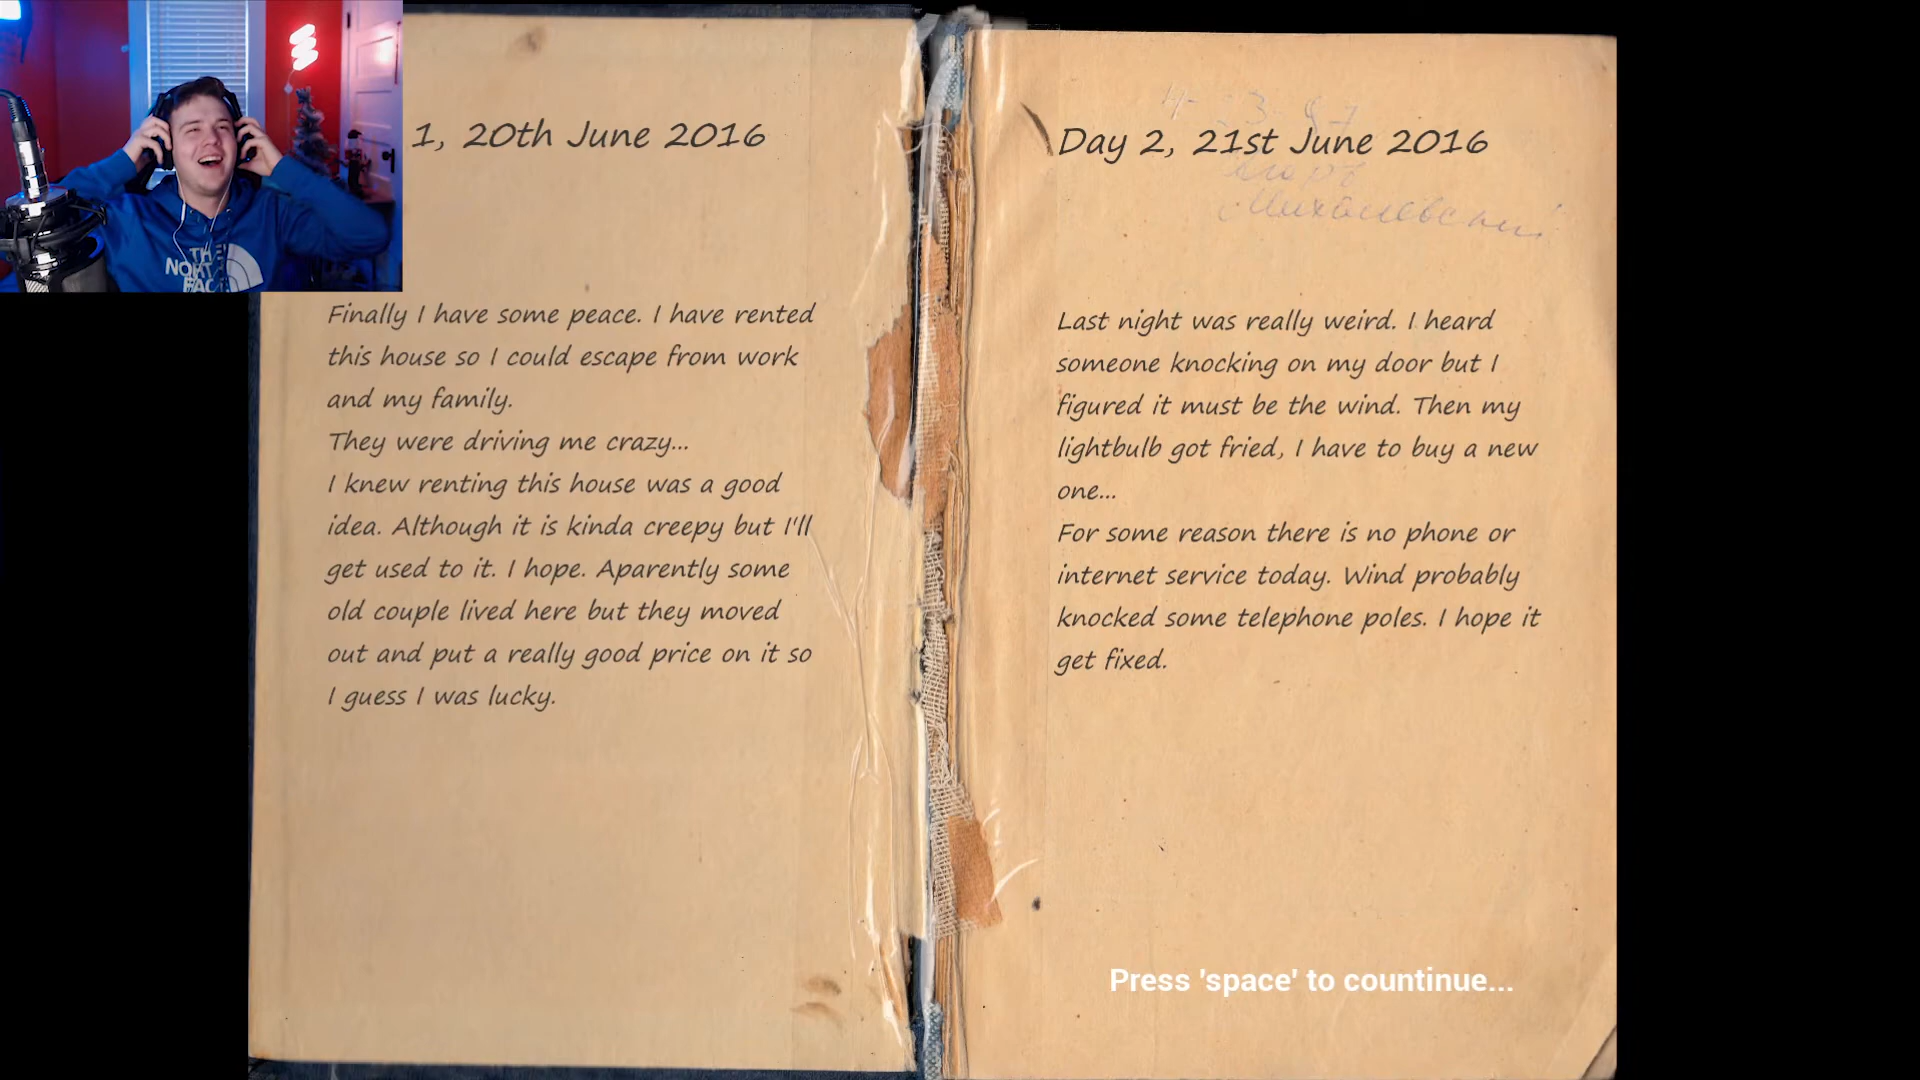 THE
NORTH
FACE
1, 20th June 2016
Finally I have some peace. I have rented
this house so I could escape from work
and my family.
They were driving me crazy...
I knew renting this house was a good
idea. Although it is kinda creepy but I'll
get used to it. I hope. Aparently some
old couple lived here but they moved
out and put a really good price on it so
I guess I was lucky.
Day 2, 21st June 2016
Last night was really weird. I heard
someone knocking on my door but I
figured it must be the wind. Then my
lightbulb got fried, I have to buy a new
one...
For some reason there is no phone or
internet service today. Wind probably
knocked some telephone poles. I hope it
get fixed.
Press 'space' to countinue...